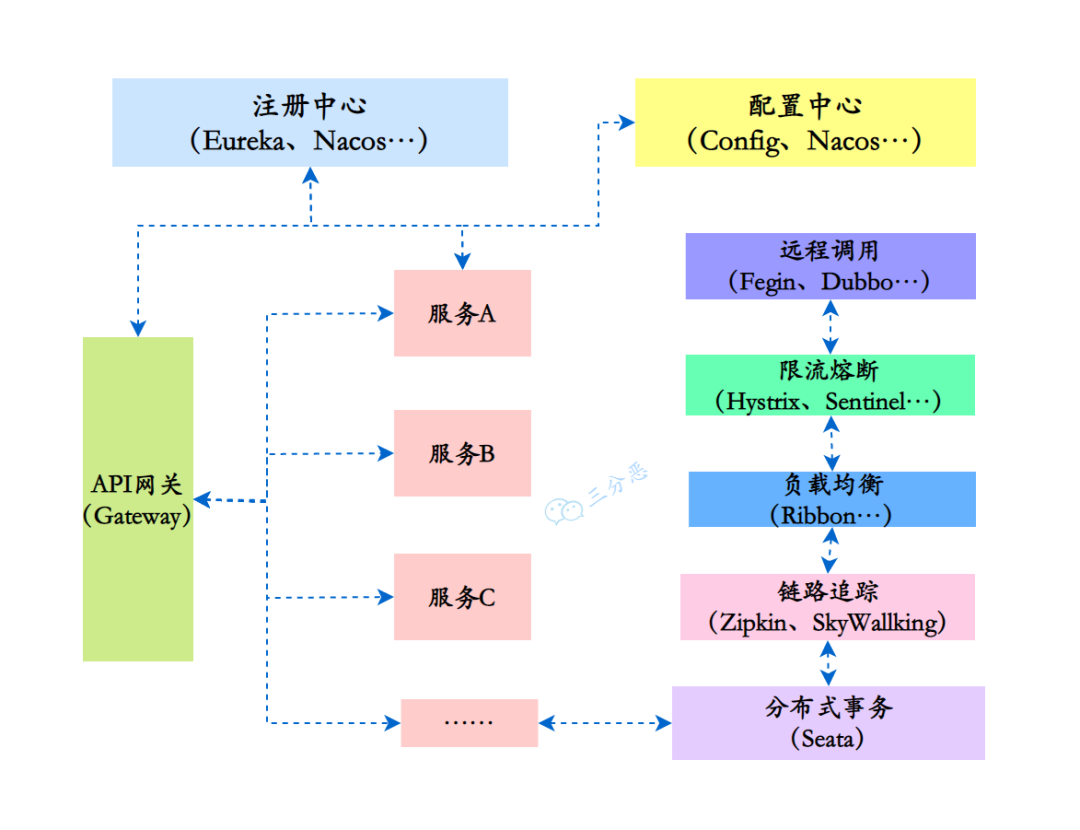 注册中心
（Eureka、Nacos…）
配置中心
（Config、Nacos…）
远程调用
（Fegin、Dubbo…）
服务A
限流熔断
（Hystrix、Sentinel…）
服务B
API网关
（Gateway）
三分恶
负载均衡
（Ribbon…）
服务C
链路追踪
（Zipkin、SkyWallking）
……
分布式事务
（Seata）